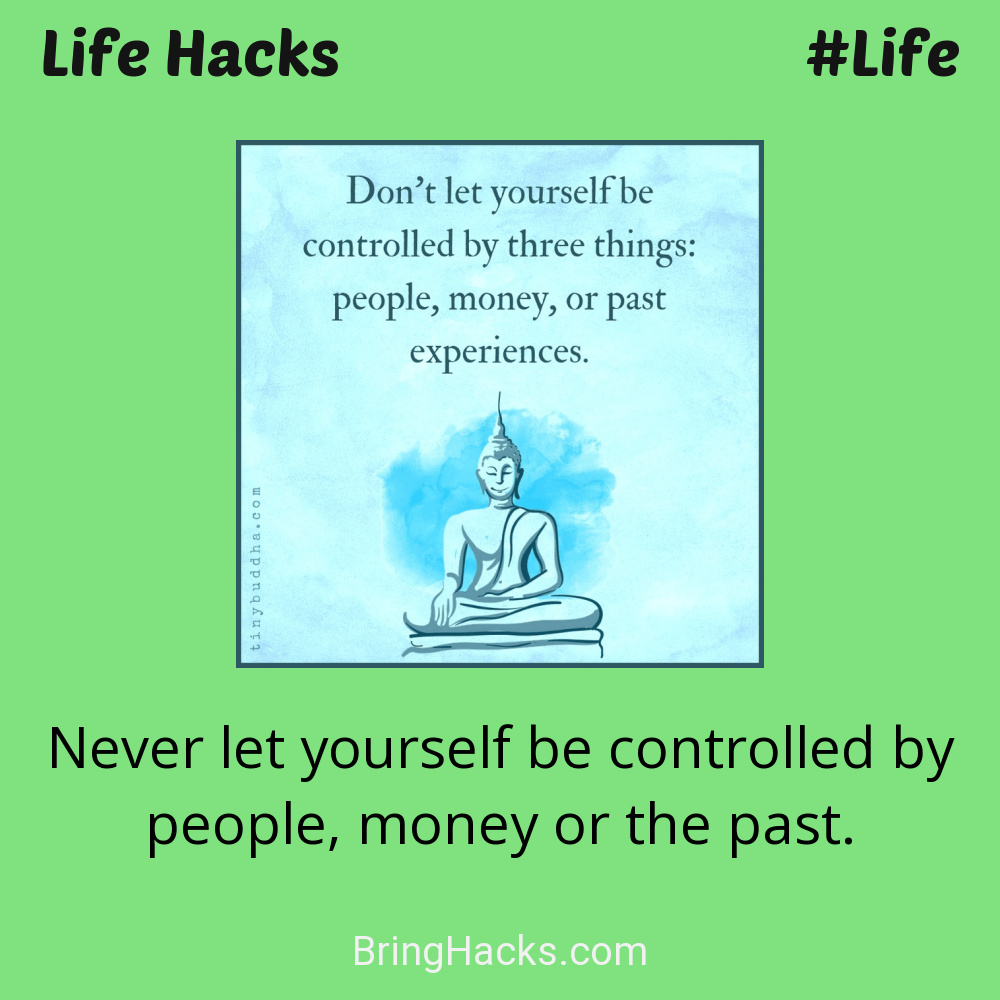 Life Hacks
#Life
Don't let yourself be
controlled by three things:
people, money, or past
experiences.
tinybuddha.com
Never let yourself be controlled by
people, money or the past.
BringHacks.com